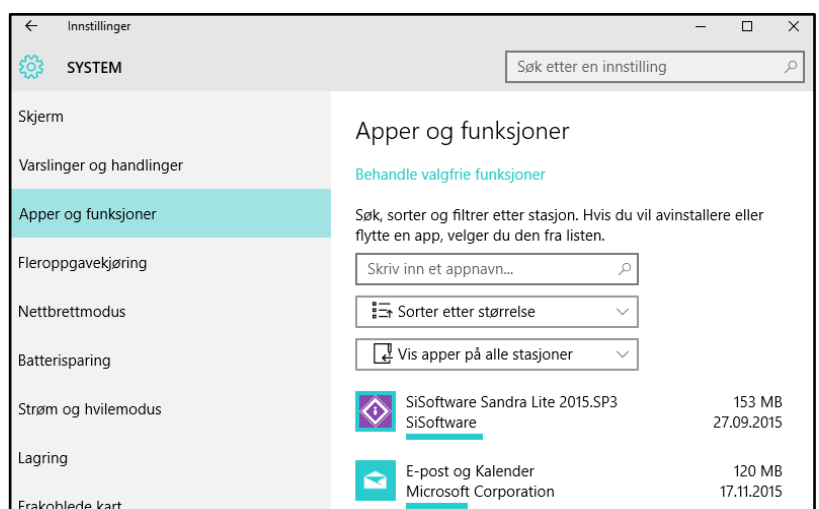 Innstillinger
SYSTEM
Søk etter en innstilling
Skjerm
Varslinger og handlinger
Apper og funksjoner
Fleroppgavekjøring
Nettbrettmodus
Batterisparing
Strøm og hvilemodus
Lagring
Frakoblede kart
Apper og funksjoner
Behandle valgfrie funksjoner
Søk, sorter og filtrer etter stasjon. Hvis du vil avinstallere eller
flytte en app, velger du den fra listen.
Skriv inn et appnavn...
Sorter etter størrelse
Vis apper på alle stasjoner
SiSoftware Sandra Lite 2015.SP3 153 MB
SiSoftware 27.09.2015
E-post og Kalender 120 MB
Microsoft Corporation 17.11.2015